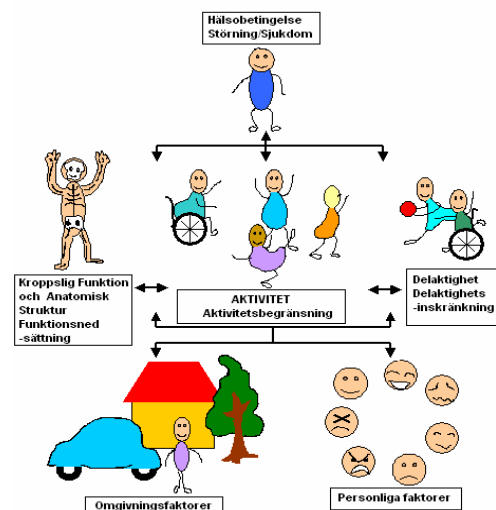 Hälsobetingelse
Störning/Sjukdom
Kroppslig Funktion
och Anatomisk
Struktur
Funktionsned
-sättning
AKTIVITET
Aktivitetsbegränsning
Delaktighet
Delaktighets
-inskränkning
Omgivningsfaktorer
Personliga faktorer